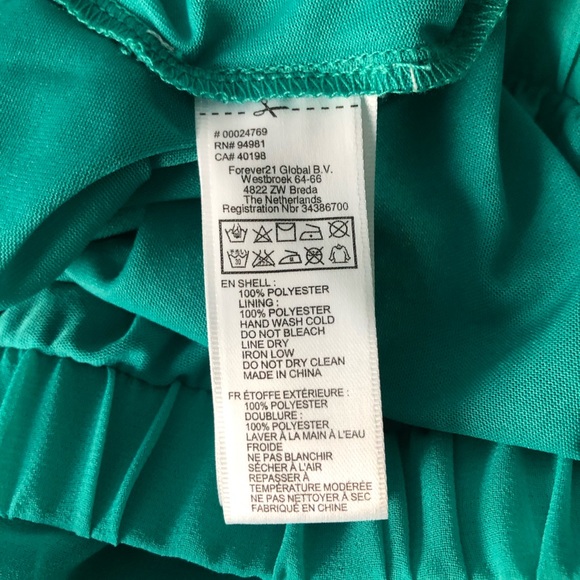 # 00024769
RN# 94981
CA# 40198
Forever21 Global B.V.
Westbroek 64-66
4822 ZW Breda
The Netherlands
Registration Nbr 34386700
EN SHELL :
100% POLYESTER
LINING :
100% POLYESTER
HAND WASH COLD
DO NOT BLEACH
LINE DRY
IRON LOW
DO NOT DRY CLEAN
MADE IN CHINA
FR ÉTOFFE EXTÉRIEURE :
100% POLYESTER
DOUBLURE :
100% POLYESTER
LAVER À LA MAIN À L'EAU
FROIDE
NE PAS BLANCHIR
SÉCHER À L'AIR
REPASSER À
TEMPÉRATURE MODÉRÉE
NE PAS NETTOYER À SEC
FABRIQUÉ EN CHINE